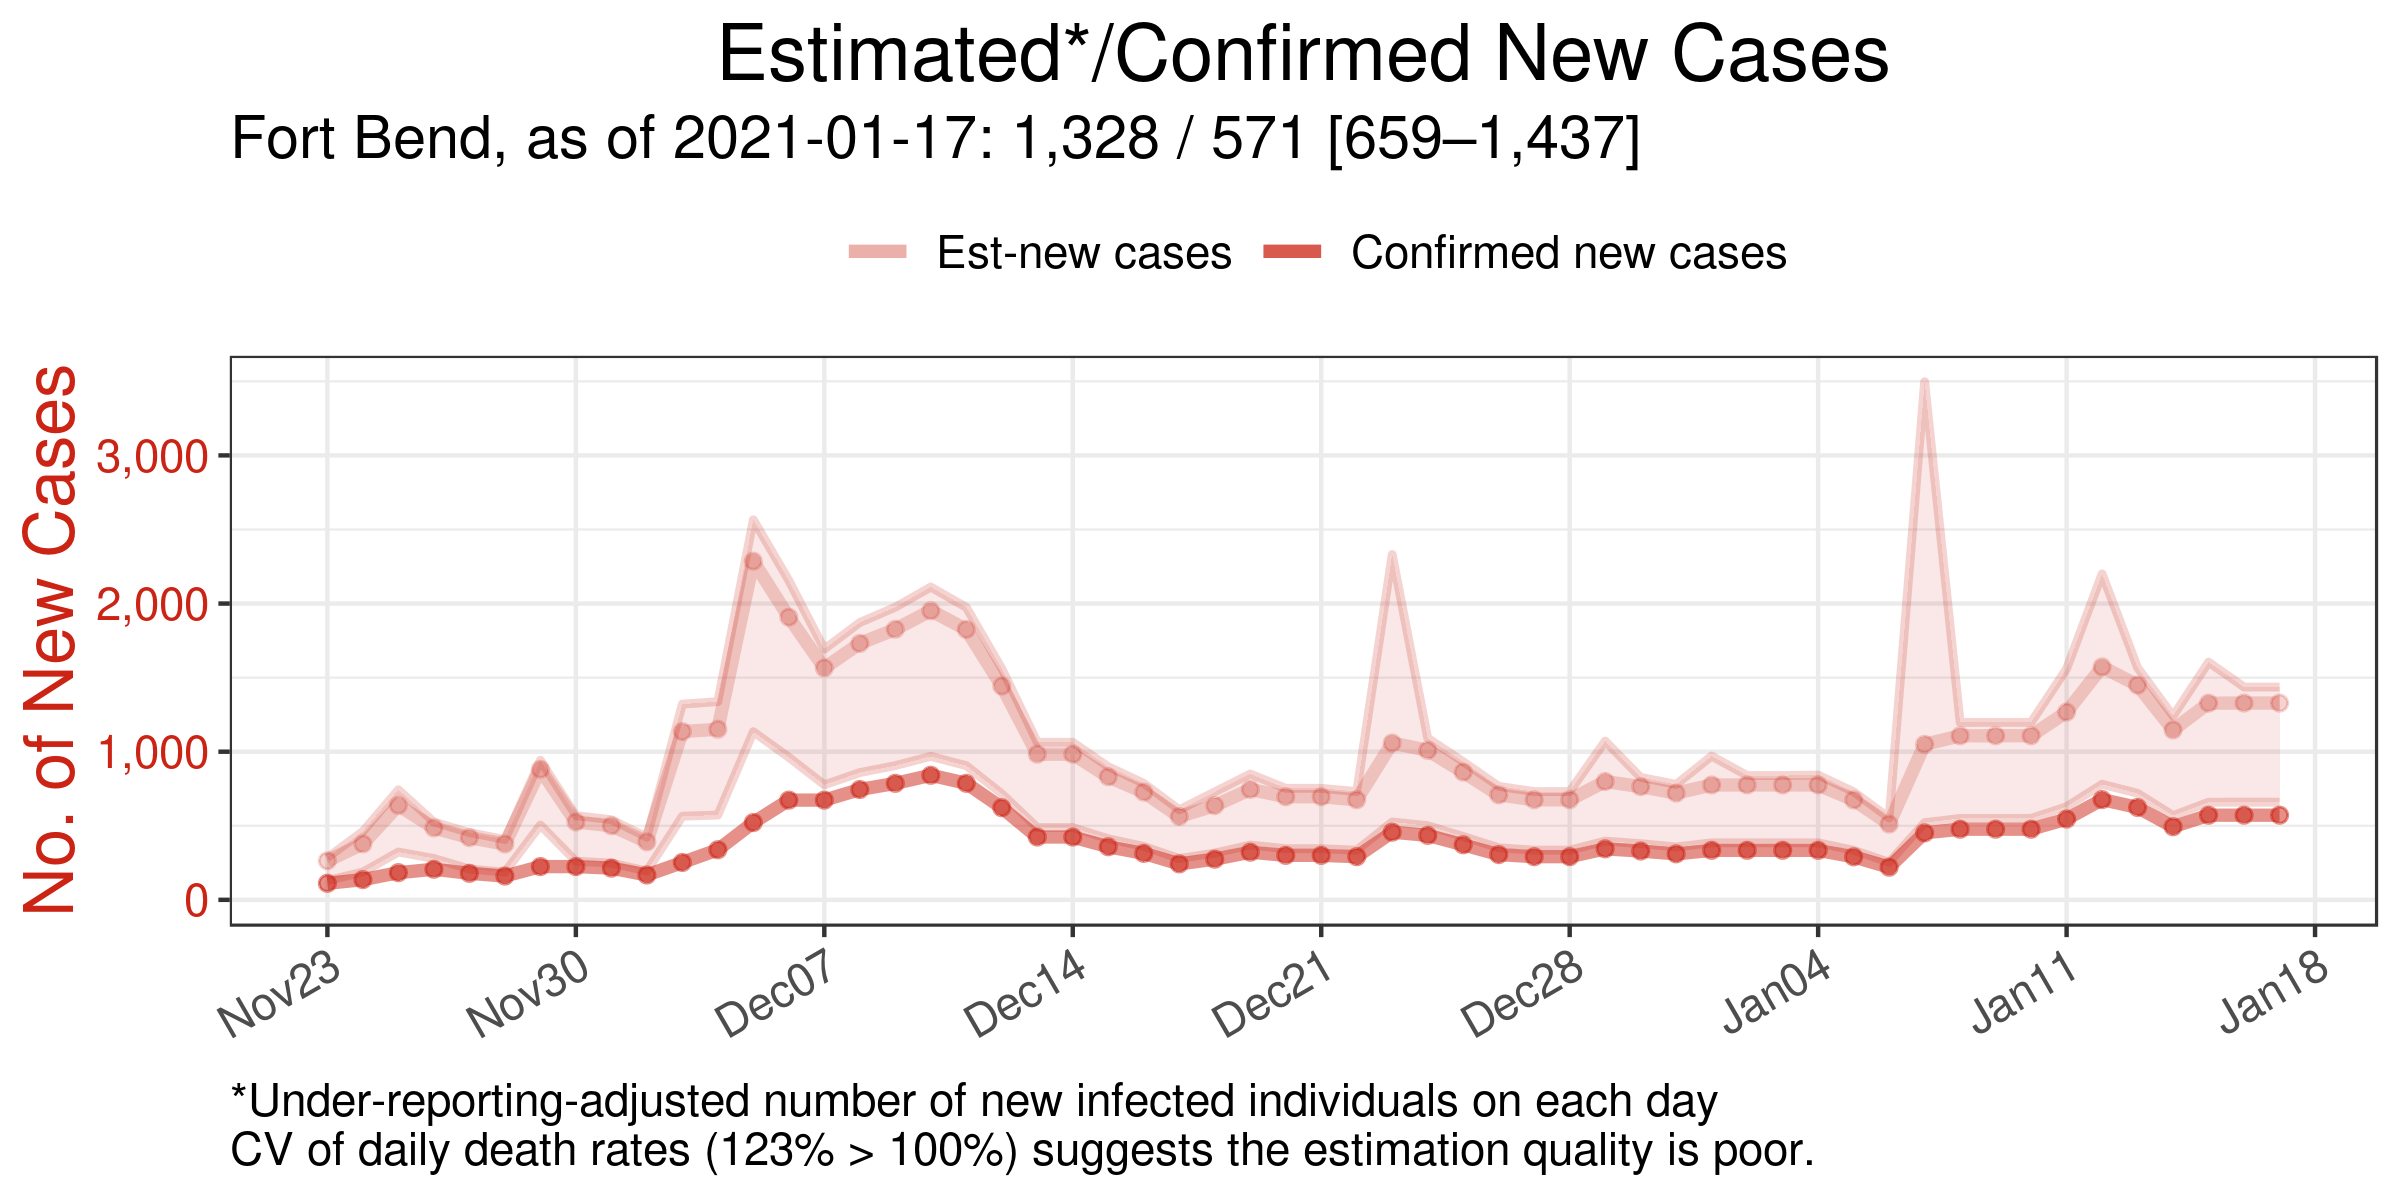 Estimated*/Confirmed New Cases
Fort Bend, as of 2021-01-17: 1,328 / 571 [659–1,437]
Est-new cases
Confirmed new cases
No. of New Cases
3,000
2,000
1,000
0
Nov23
Nov30
Dec07
Dec14
Dec21
Dec28
Jan04
Jan11
Jan18
*Under-reporting-adjusted number of new infected individuals on each day
CV of daily death rates (123% > 100%) suggests the estimation quality is poor.